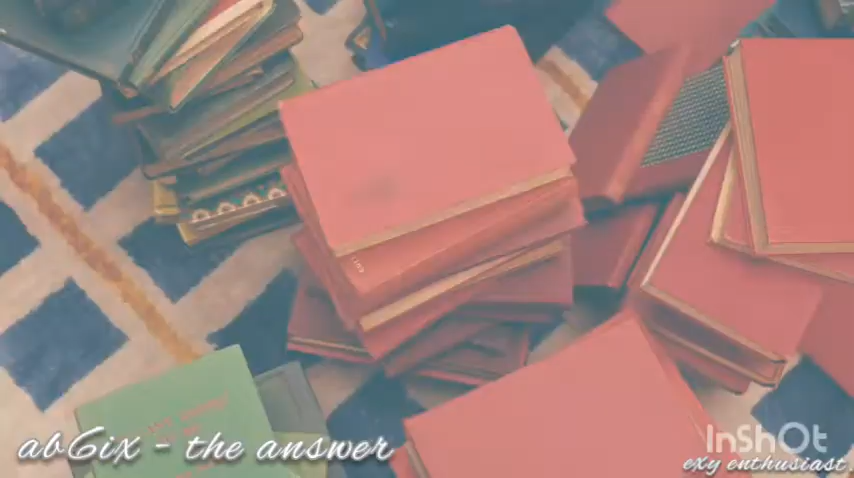 ab6ix - the answer
InShOt
exy enthusiast